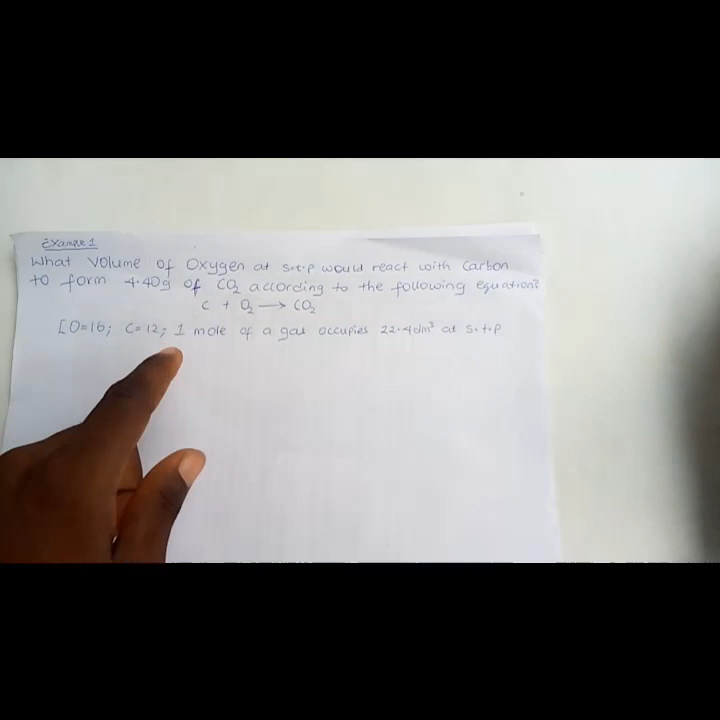 Example 1
What Volume of Oxygen at s.t.p would react with Carbon
to form 4.40g of CO₂ according to the following equation?
C + O₂ → CO₂
[O=16; C=12; 1 mole of a gas occupies 22.4dm³ at s.t.p